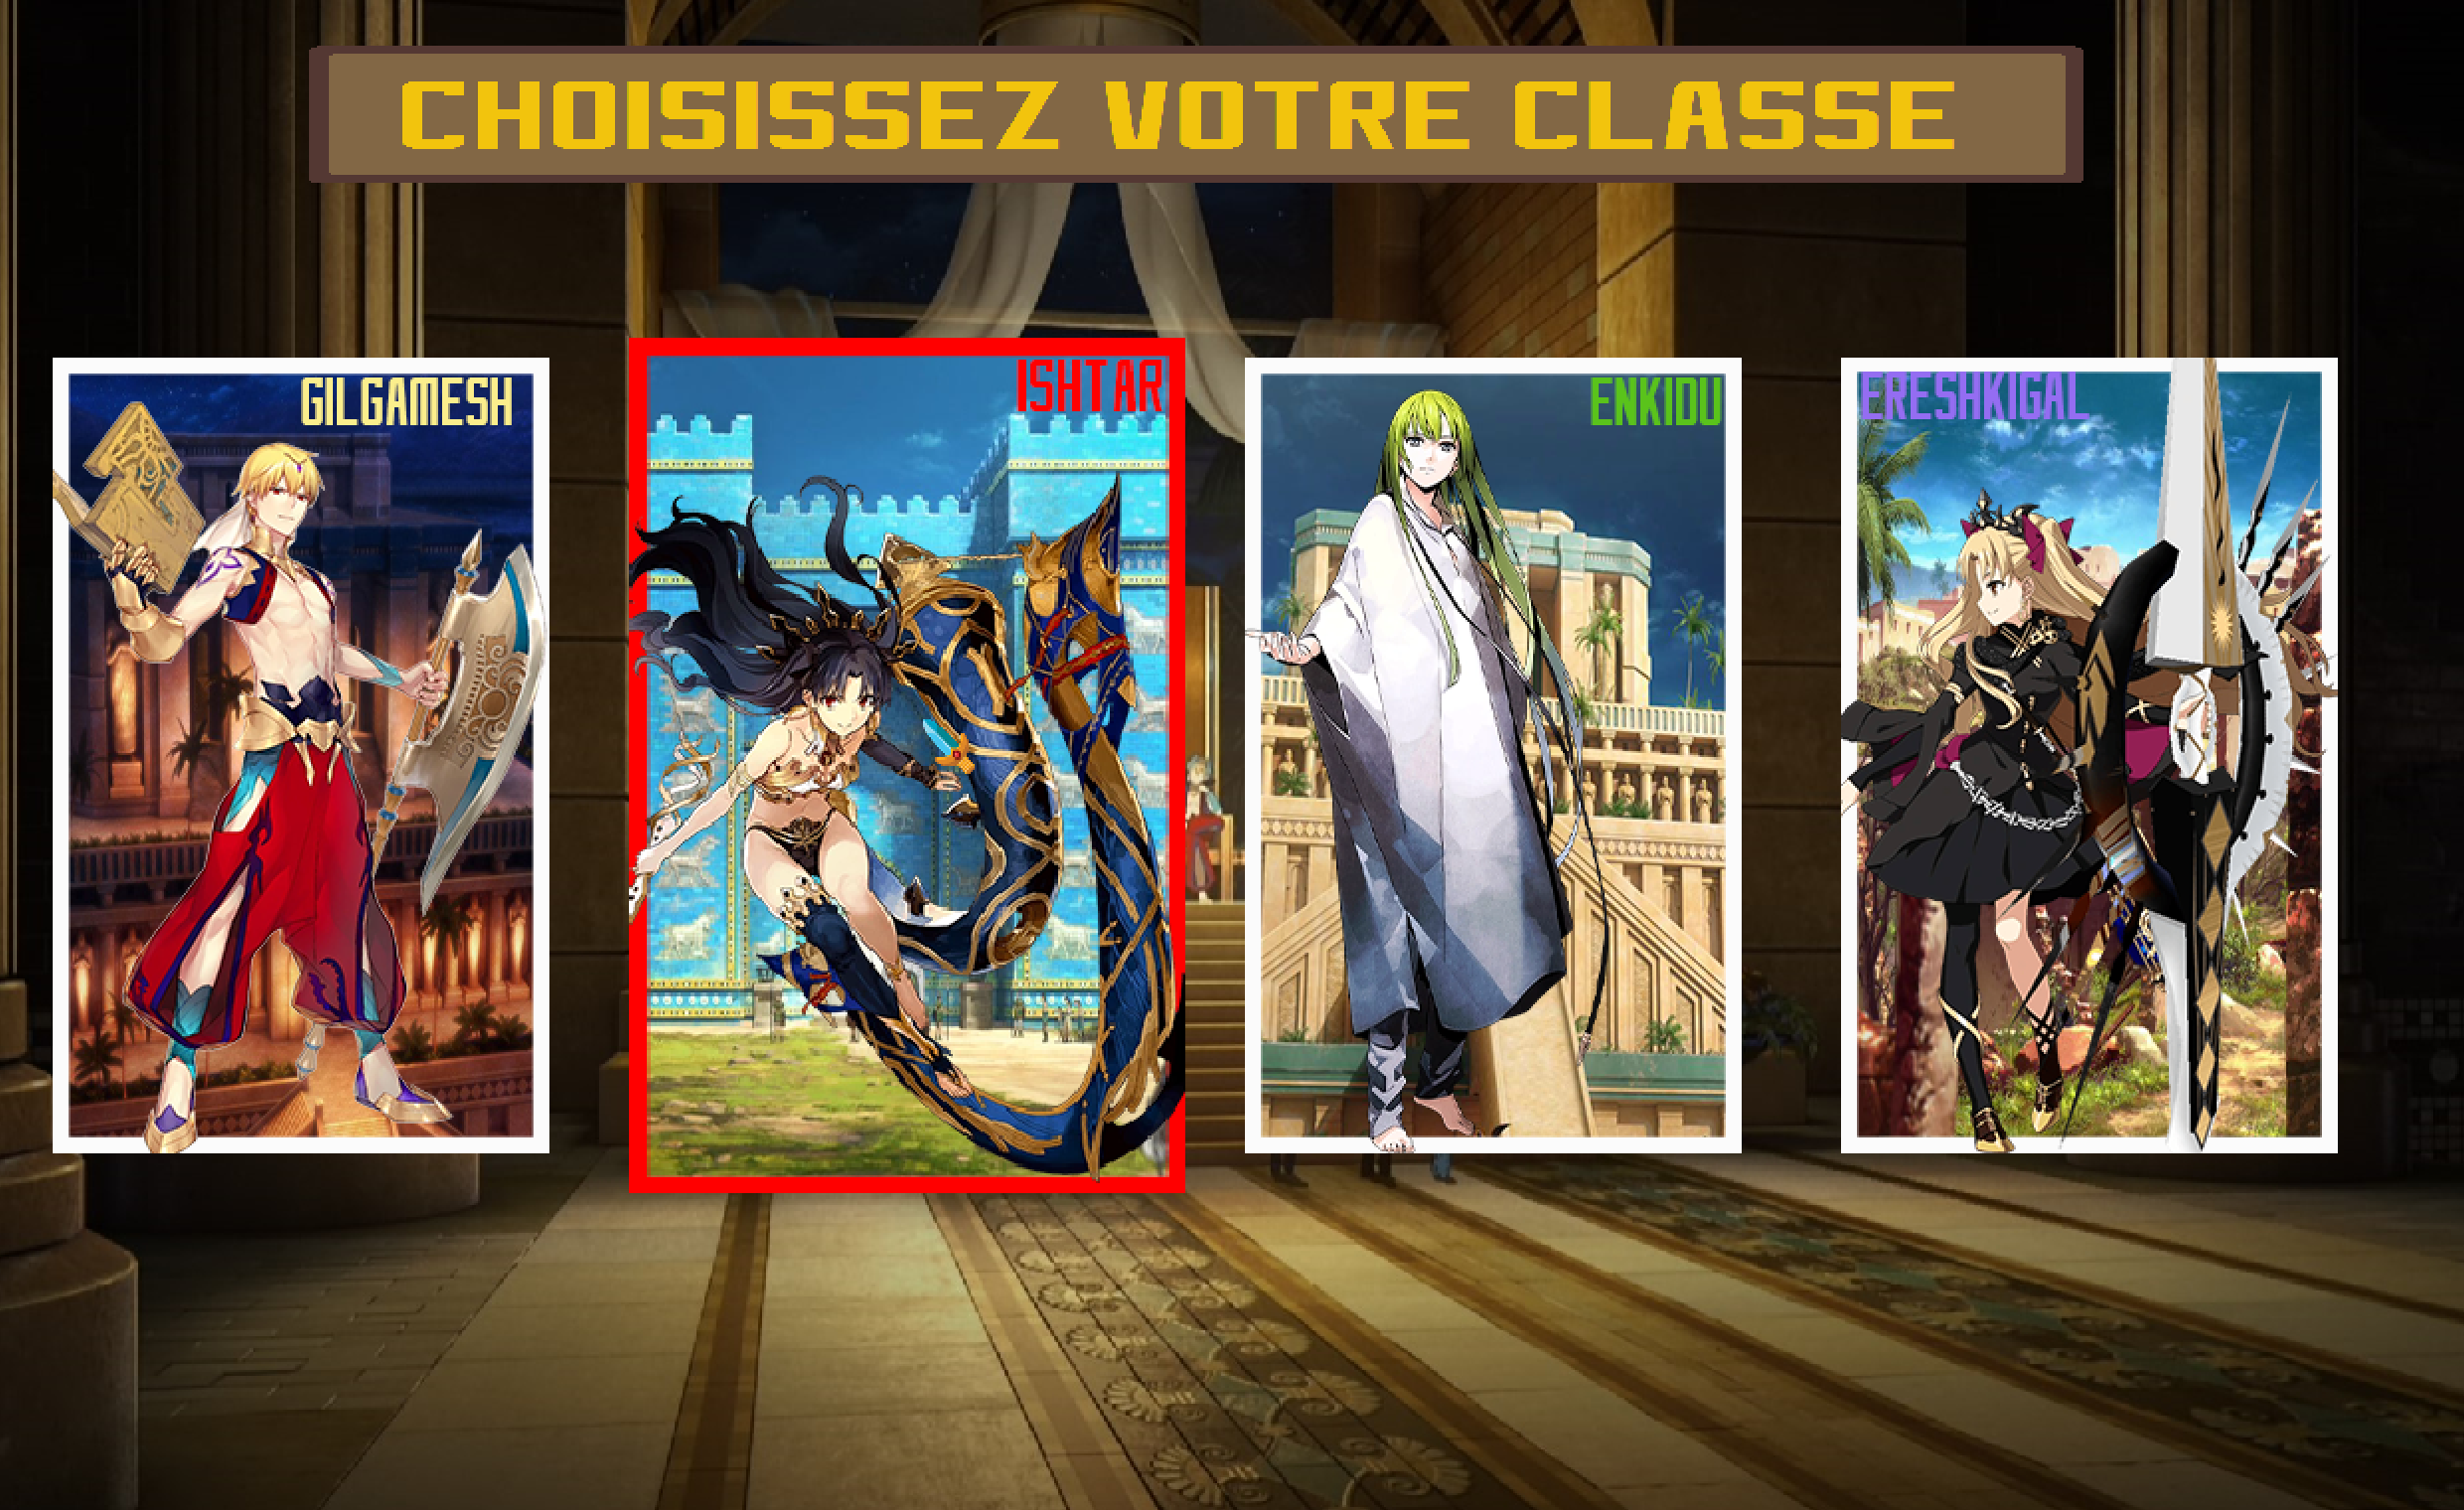 CHOISISSEZ VOTRE CLASSE
GILGAMESH
ISHTAR
ENKIDU
ERESHKIGAL